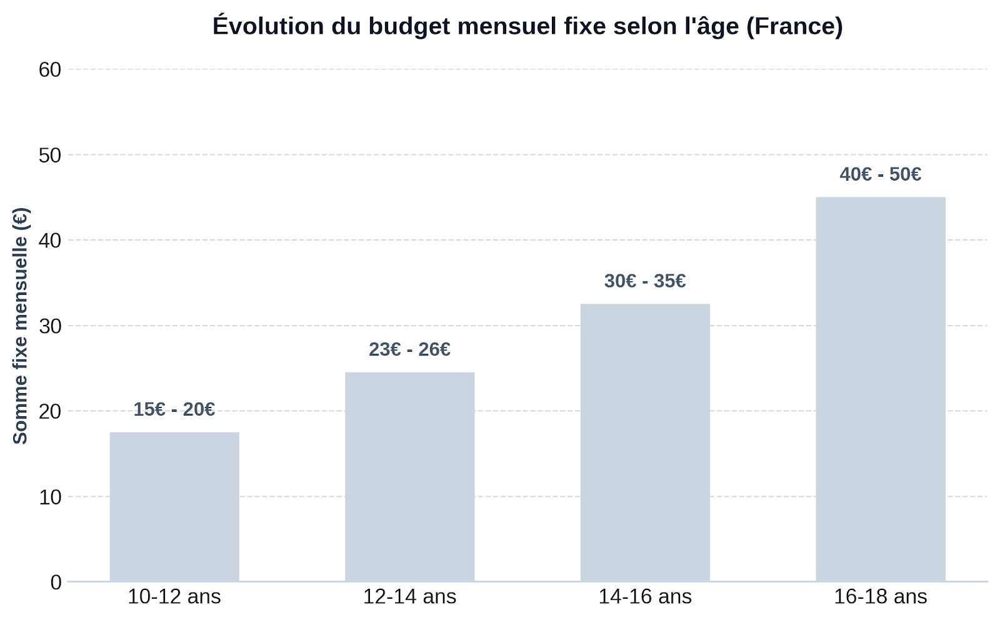 Évolution du budget mensuel fixe selon l'âge (France)
Somme fixe mensuelle (€)
60
50
40
30
20
10
0
15€ - 20€
23€ - 26€
30€ - 35€
40€ - 50€
10-12 ans
12-14 ans
14-16 ans
16-18 ans